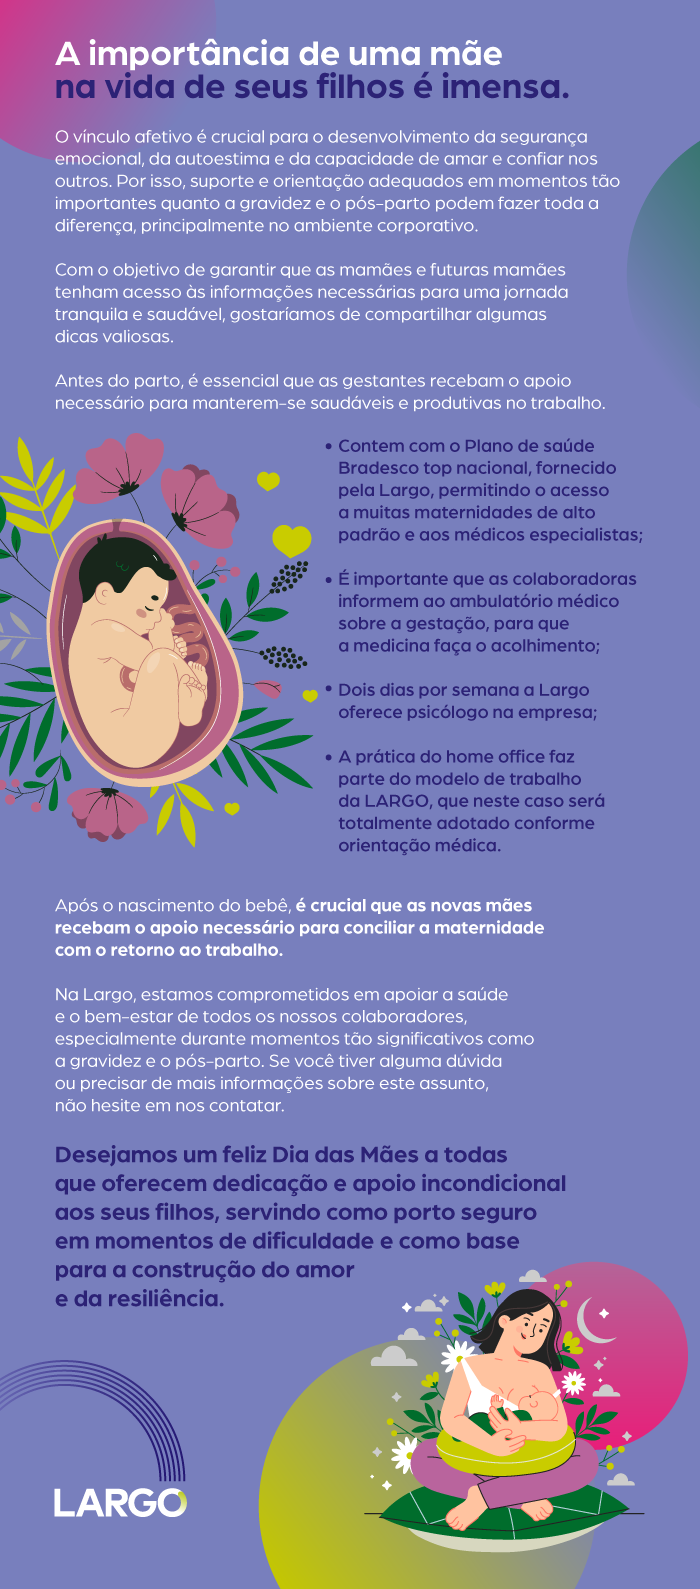 A importância de uma mãe
na vida de seus filhos é imensa.
O vínculo afetivo é crucial para o desenvolvimento da segurança
emocional, da autoestima e da capacidade de amar e confiar nos
outros. Por isso, suporte e orientação adequados em momentos tão
importantes quanto a gravidez e o pós-parto podem fazer toda a
diferença, principalmente no ambiente corporativo.
Com o objetivo de garantir que as mamães e futuras mamães
tenham acesso às informações necessárias para uma jornada
tranquila e saudável, gostaríamos de compartilhar algumas
dicas valiosas.
Antes do parto, é essencial que as gestantes recebam o apoio
necessário para manterem-se saudáveis e produtivas no trabalho.
• Contem com o Plano de saúde
Bradesco top nacional, fornecido
pela Largo, permitindo o acesso
a muitas maternidades de alto
padrão e aos médicos especialistas;
• É importante que as colaboradoras
informem ao ambulatório médico
sobre a gestação, para que
a medicina faça o acolhimento;
• Dois dias por semana a Largo
oferece psicólogo na empresa;
• A prática do home office faz
parte do modelo de trabalho
da LARGO, que neste caso será
totalmente adotado conforme
orientação médica.
Após o nascimento do bebê, é crucial que as novas mães
recebam o apoio necessário para conciliar a maternidade
com o retorno ao trabalho.
Na Largo, estamos comprometidos em apoiar a saúde
e o bem-estar de todos os nossos colaboradores,
especialmente durante momentos tão significativos como
a gravidez e o pós-parto. Se você tiver alguma dúvida
ou precisar de mais informações sobre este assunto,
não hesite em nos contatar.
Desejamos um feliz Dia das Mães a todas
que oferecem dedicação e apoio incondicional
aos seus filhos, servindo como porto seguro
em momentos de dificuldade e como base
para a construção do amor
e da resiliência.
LARGO